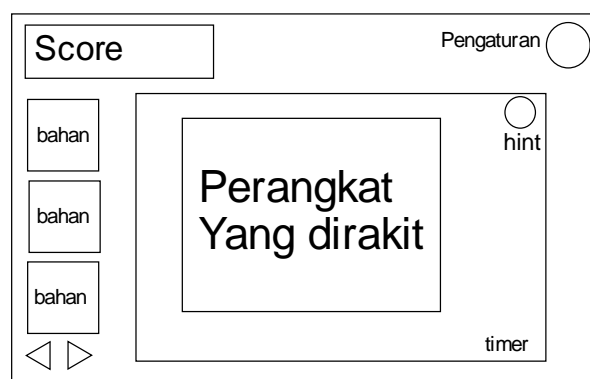 Score
Pengaturan
bahan
hint
Perangkat
Yang dirakit
bahan
bahan
timer